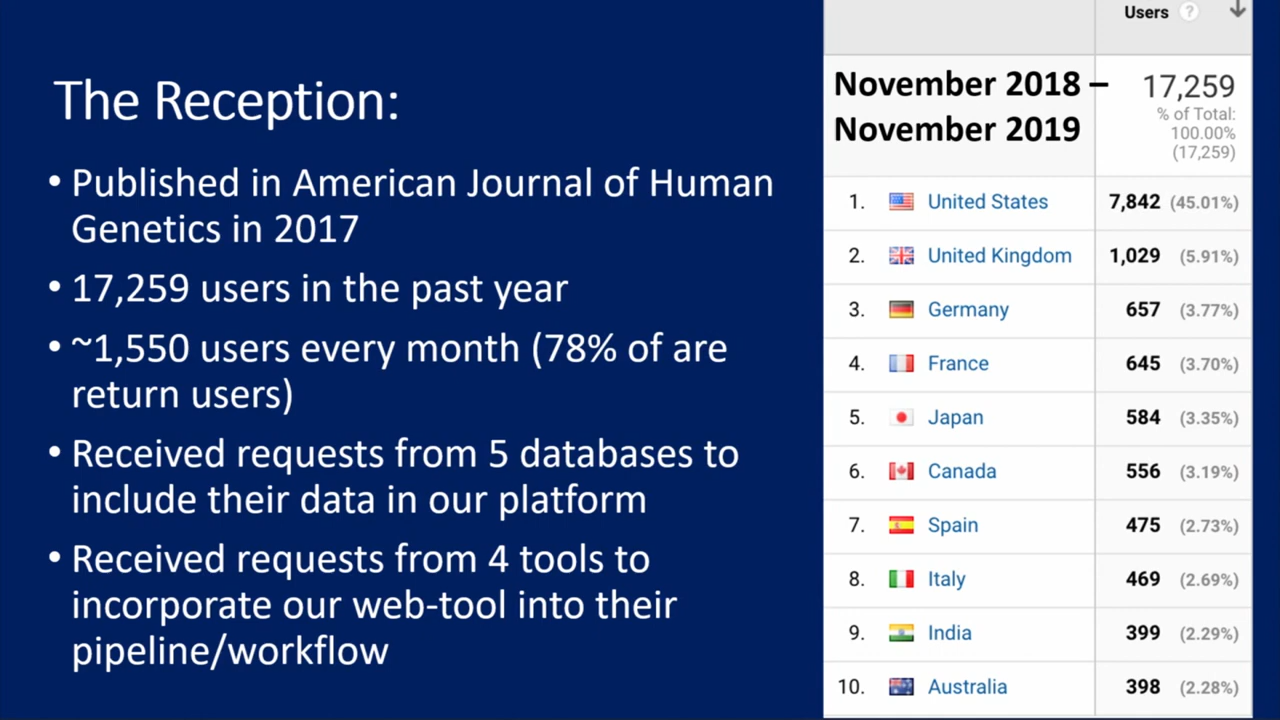 The Reception:
• Published in American Journal of Human
Genetics in 2017
• 17,259 users in the past year
• ~1,550 users every month (78% of are
return users)
• Received requests from 5 databases to
include their data in our platform
• Received requests from 4 tools to
incorporate our web-tool into their
pipeline/workflow
Users ? ↓
November 2018 –
November 2019
17,259
% of Total:
100.00%
(17,259)
1. United States 7,842 (45.01%)
2. United Kingdom 1,029 (5.91%)
3. Germany 657 (3.77%)
4. France 645 (3.70%)
5. Japan 584 (3.35%)
6. Canada 556 (3.19%)
7. Spain 475 (2.73%)
8. Italy 469 (2.69%)
9. India 399 (2.29%)
10. Australia 398 (2.28%)